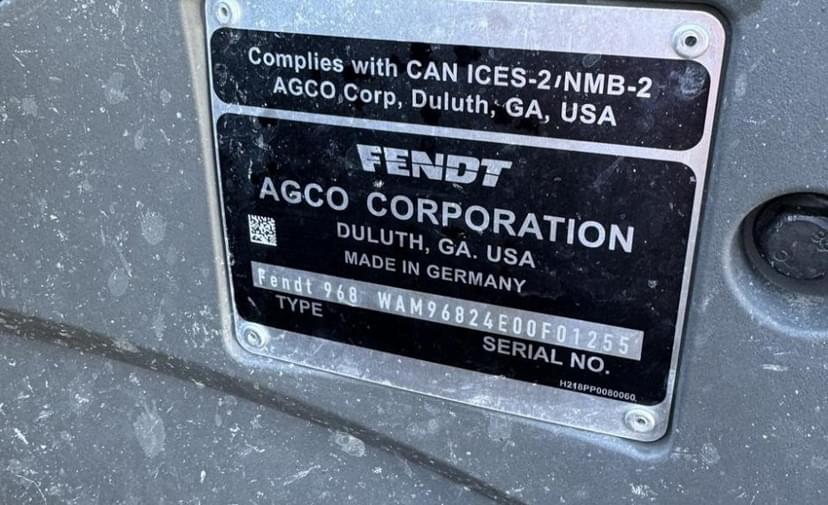 Complies with CAN ICES-2/NMB-2
AGCO Corp, Duluth, GA, USA
FENDT
AGCO CORPORATION
DULUTH, GA. USA
MADE IN GERMANY
Fendt 968 WAM96824E00F01255
TYPE
SERIAL NO.
H218PP0080060